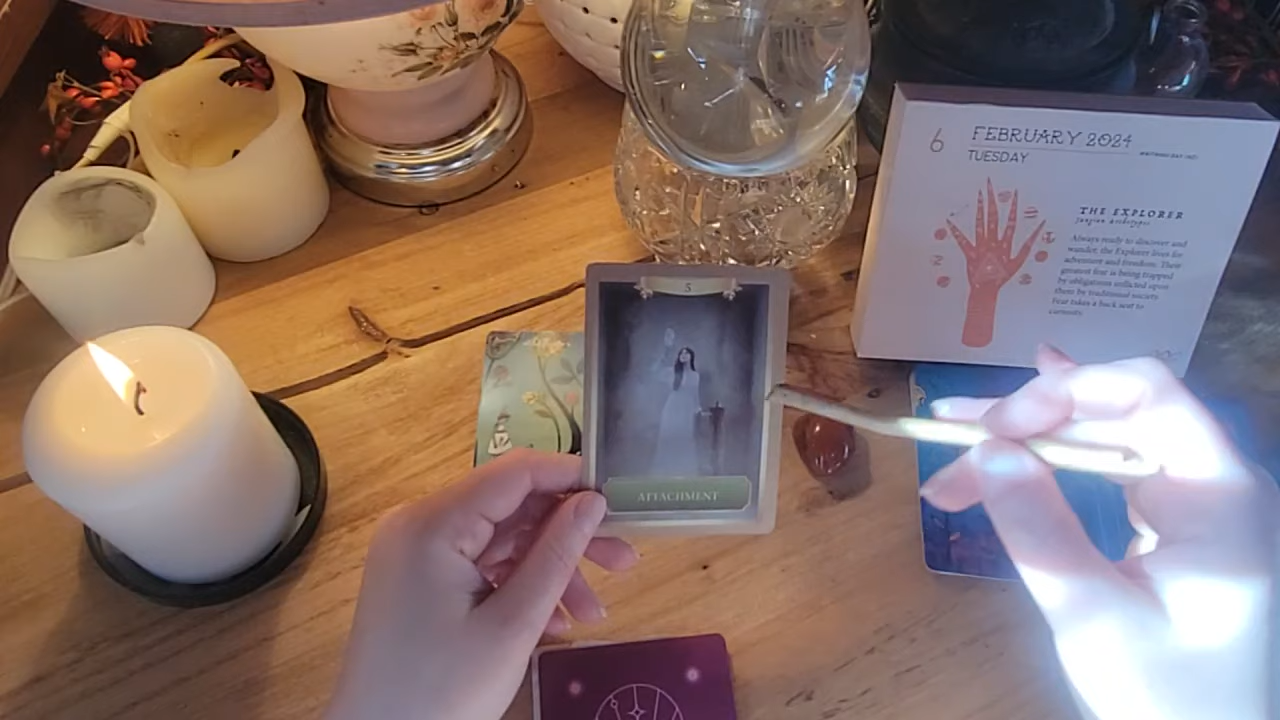 6
FEBRUARY 2024
TUESDAY
THE EXPLORER
jungian archetypes
Always ready to discover and
wander, the Explorer lives for
adventure and freedom. Their
greatest fear is being trapped
by obligations inflicted upon
them by traditional society.
Fear takes a back seat to
curiosity.
5
ATTACHMENT